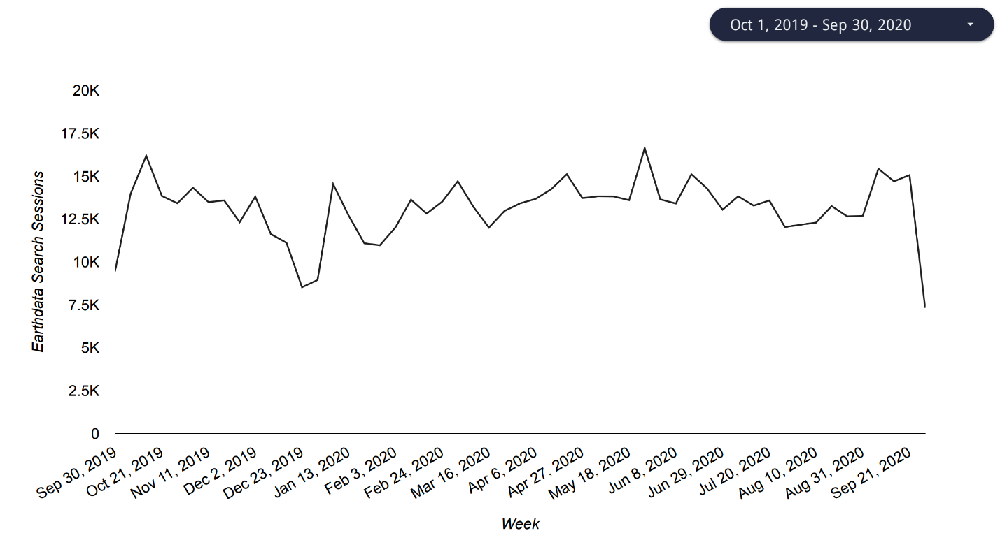 Oct 1, 2019 - Sep 30, 2020
20K
17.5K
15K
12.5K
10K
7.5K
5K
2.5K
0
Earthdata Search Sessions
Sep 30, 2019
Oct 21, 2019
Nov 11, 2019
Dec 2, 2019
Dec 23, 2019
Jan 13, 2020
Feb 3, 2020
Feb 24, 2020
Mar 16, 2020
Apr 6, 2020
Apr 27, 2020
May 18, 2020
Jun 8, 2020
Jun 29, 2020
Jul 20, 2020
Aug 10, 2020
Aug 31, 2020
Sep 21, 2020
Week